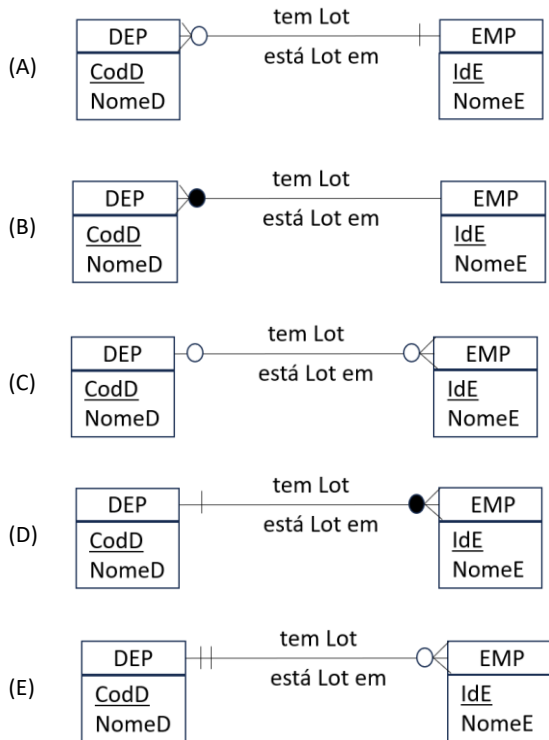 (A)
DEP
CodD
NomeD
tem Lot
está Lot em
EMP
IdE
NomeE
(B)
DEP
CodD
NomeD
tem Lot
está Lot em
EMP
IdE
NomeE
(C)
DEP
CodD
NomeD
tem Lot
está Lot em
EMP
IdE
NomeE
(D)
DEP
CodD
NomeD
tem Lot
está Lot em
EMP
IdE
NomeE
(E)
DEP
CodD
NomeD
tem Lot
está Lot em
EMP
IdE
NomeE